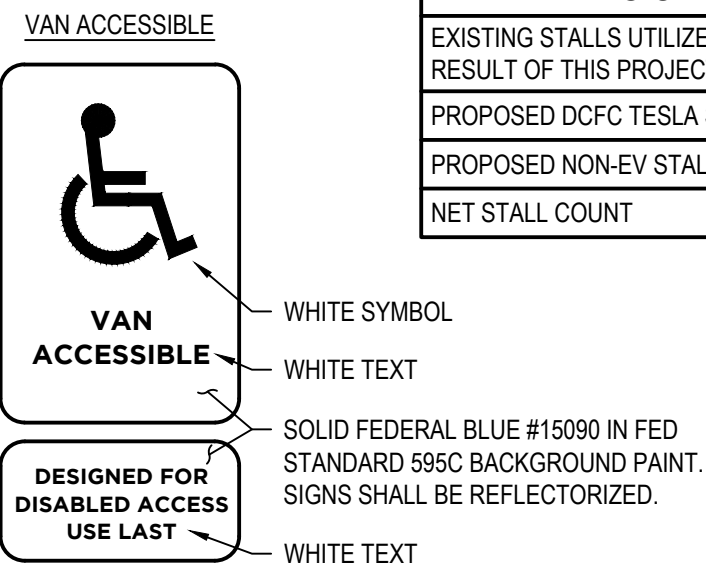 VAN ACCESSIBLE
VAN
ACCESSIBLE
DESIGNED FOR
DISABLED ACCESS
USE LAST
WHITE SYMBOL
WHITE TEXT
SOLID FEDERAL BLUE #15090 IN FED
STANDARD 595C BACKGROUND PAINT.
SIGNS SHALL BE REFLECTORIZED.
WHITE TEXT
EXISTING STALLS UTILIZE
RESULT OF THIS PROJEC
PROPOSED DCFC TESLA
PROPOSED NON-EV STAL
NET STALL COUNT